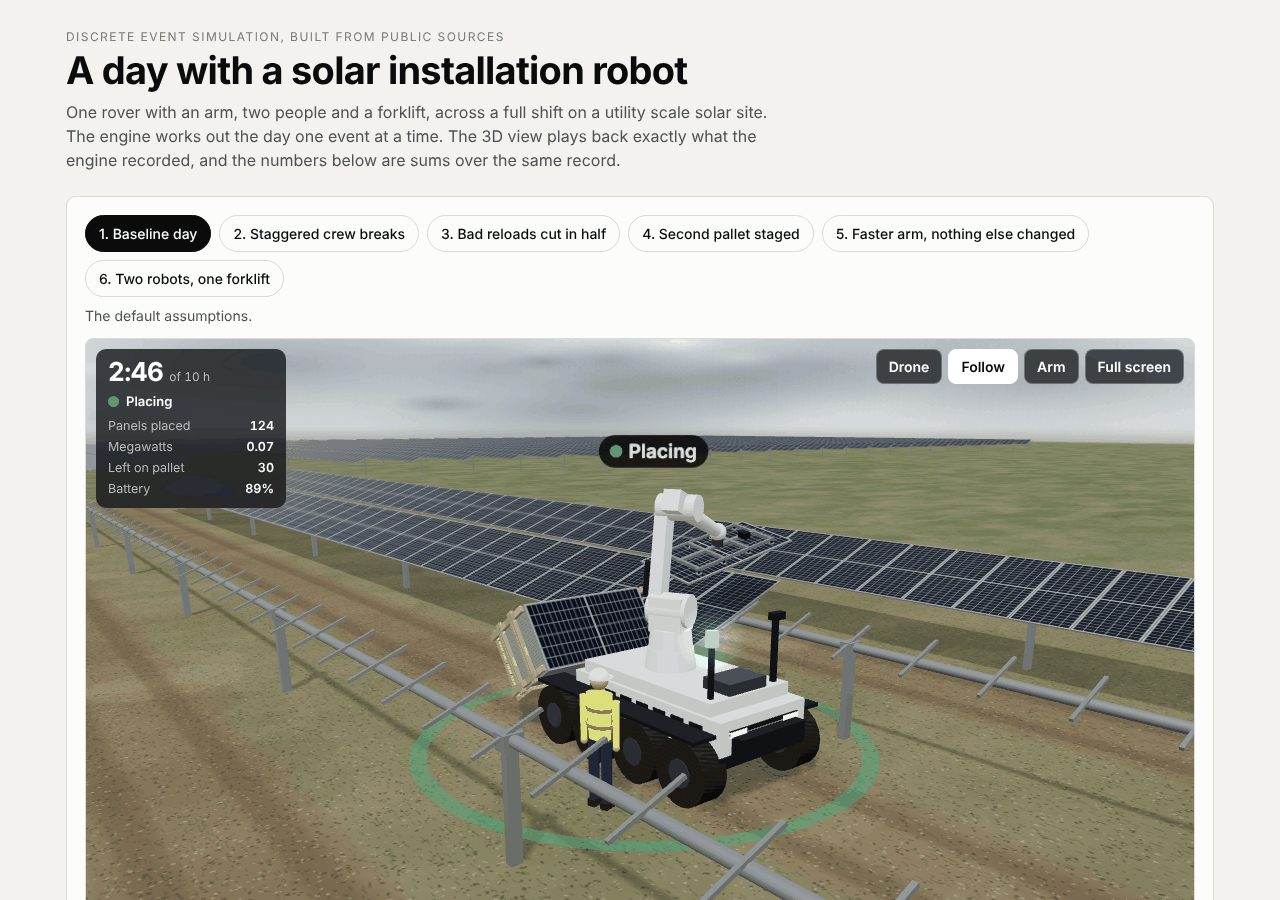 DISCRETE EVENT SIMULATION, BUILT FROM PUBLIC SOURCES
A day with a solar installation robot
One rover with an arm, two people and a forklift, across a full shift on a utility scale solar site.
The engine works out the day one event at a time. The 3D view plays back exactly what the
engine recorded, and the numbers below are sums over the same record.
1. Baseline day
2. Staggered crew breaks
3. Bad reloads cut in half
4. Second pallet staged
5. Faster arm, nothing else changed
6. Two robots, one forklift
The default assumptions.
2:46 of 10 h
Placing
Panels placed 124
Megawatts 0.07
Left on pallet 30
Battery 89%
Drone
Follow
Arm
Full screen
Placing